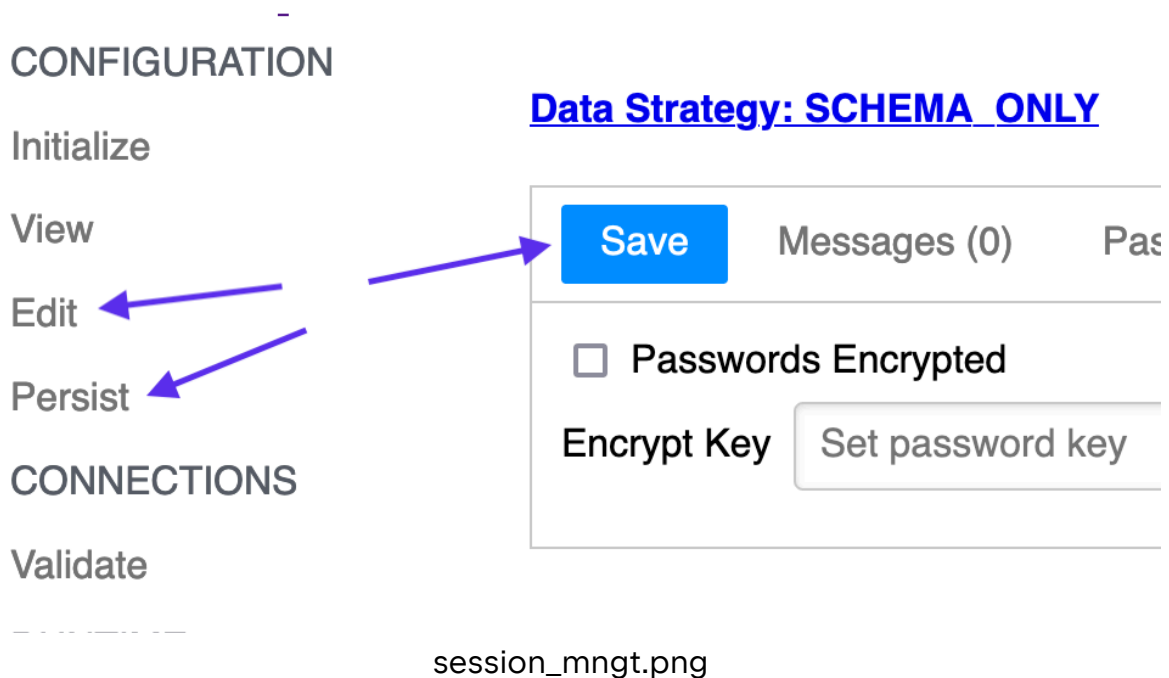 CONFIGURATION
Initialize
View
Edit
Persist
CONNECTIONS
Validate
Data Strategy: SCHEMA_ONLY
Save Messages (0)
Passwords Encrypted
Encrypt Key Set password key
session_mngt.png